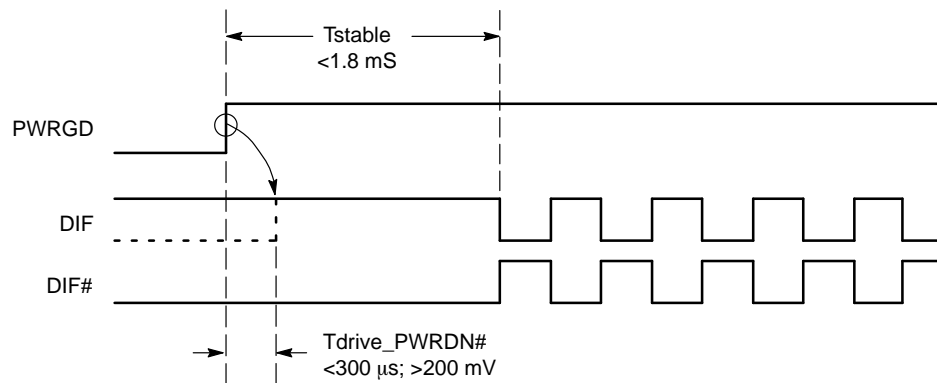 Tstable
<1.8 mS
PWRGD
DIF
DIF#
Tdrive_PWRDN#
<300 μs; >200 mV